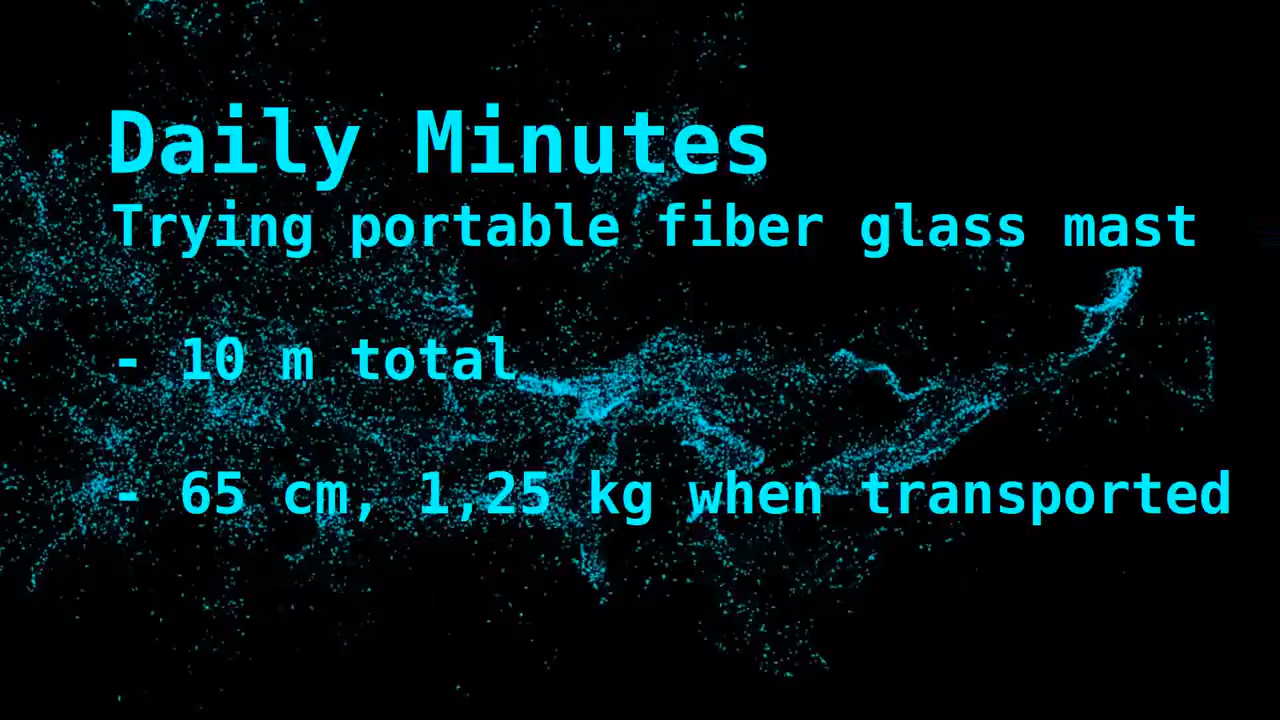 Daily Minutes
Trying portable fiber glass mast
- 10 m total
- 65 cm, 1,25 kg when transported